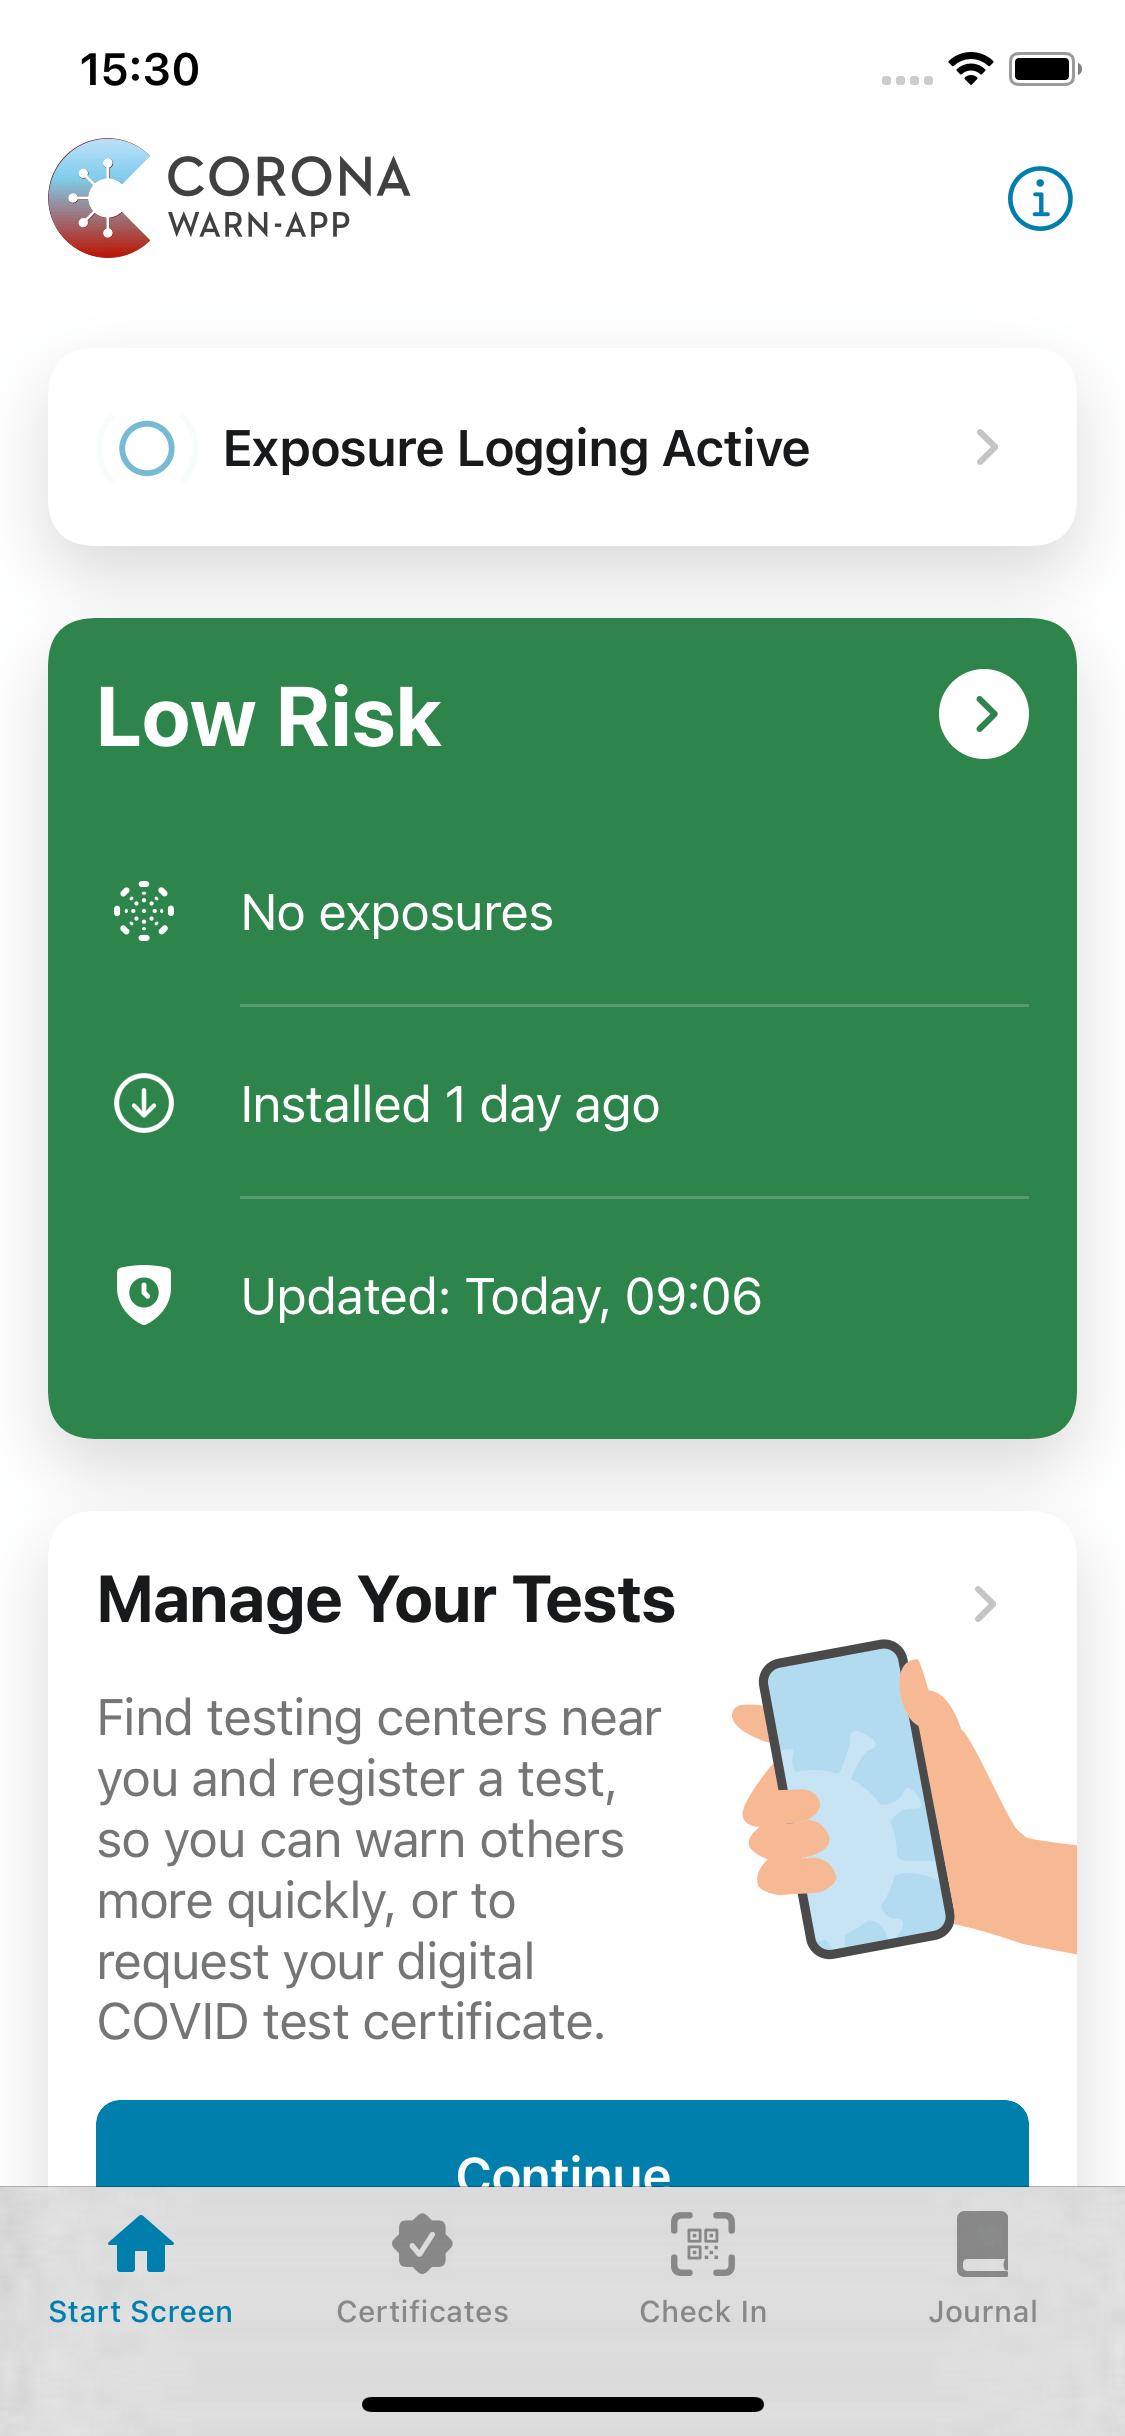 15:30
CORONA
WARN-APP
Exposure Logging Active
Low Risk
No exposures
Installed 1 day ago
Updated: Today, 09:06
Manage Your Tests
Find testing centers near
you and register a test,
so you can warn others
more quickly, or to
request your digital
COVID test certificate.
Continue
Start Screen
Certificates
Check In
Journal